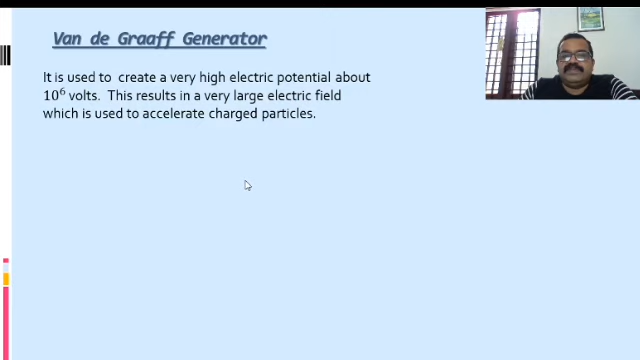 Van de Graaff Generator
It is used to create a very high electric potential about
10⁶ volts. This results in a very large electric field
which is used to accelerate charged particles.